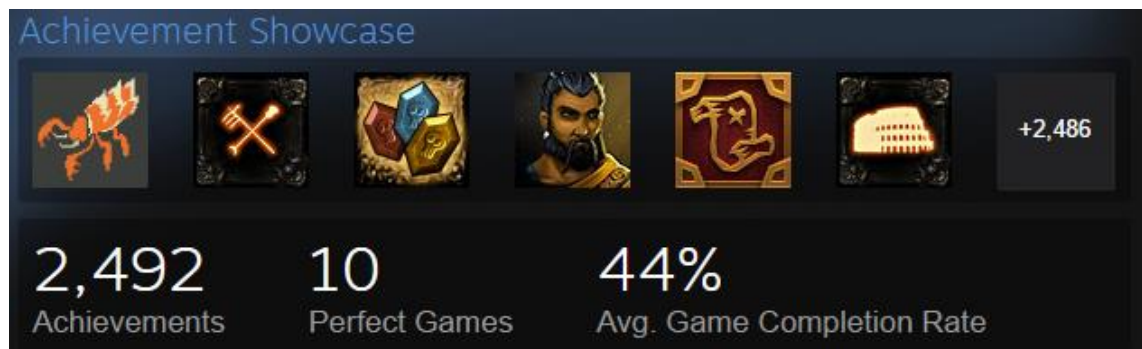 Achievement Showcase
+2,486
2,492 10 44%
Achievements Perfect Games Avg. Game Completion Rate